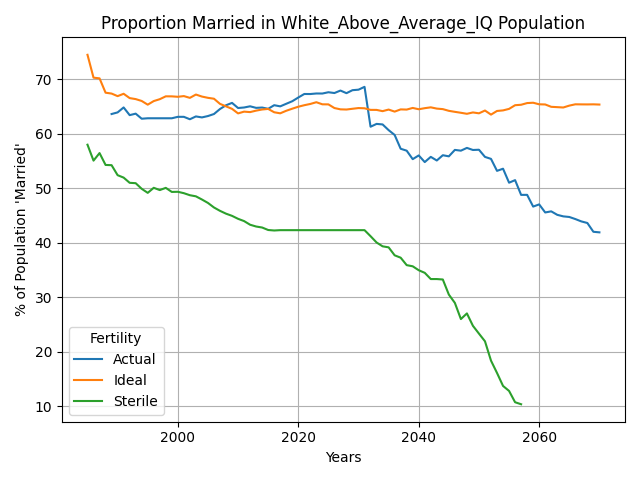 Proportion Married in White_Above_Average_IQ Population
% of Population 'Married'
70
60
50
40
30
20
10
Fertility
Actual
Ideal
Sterile
2000
2020
2040
2060
Years